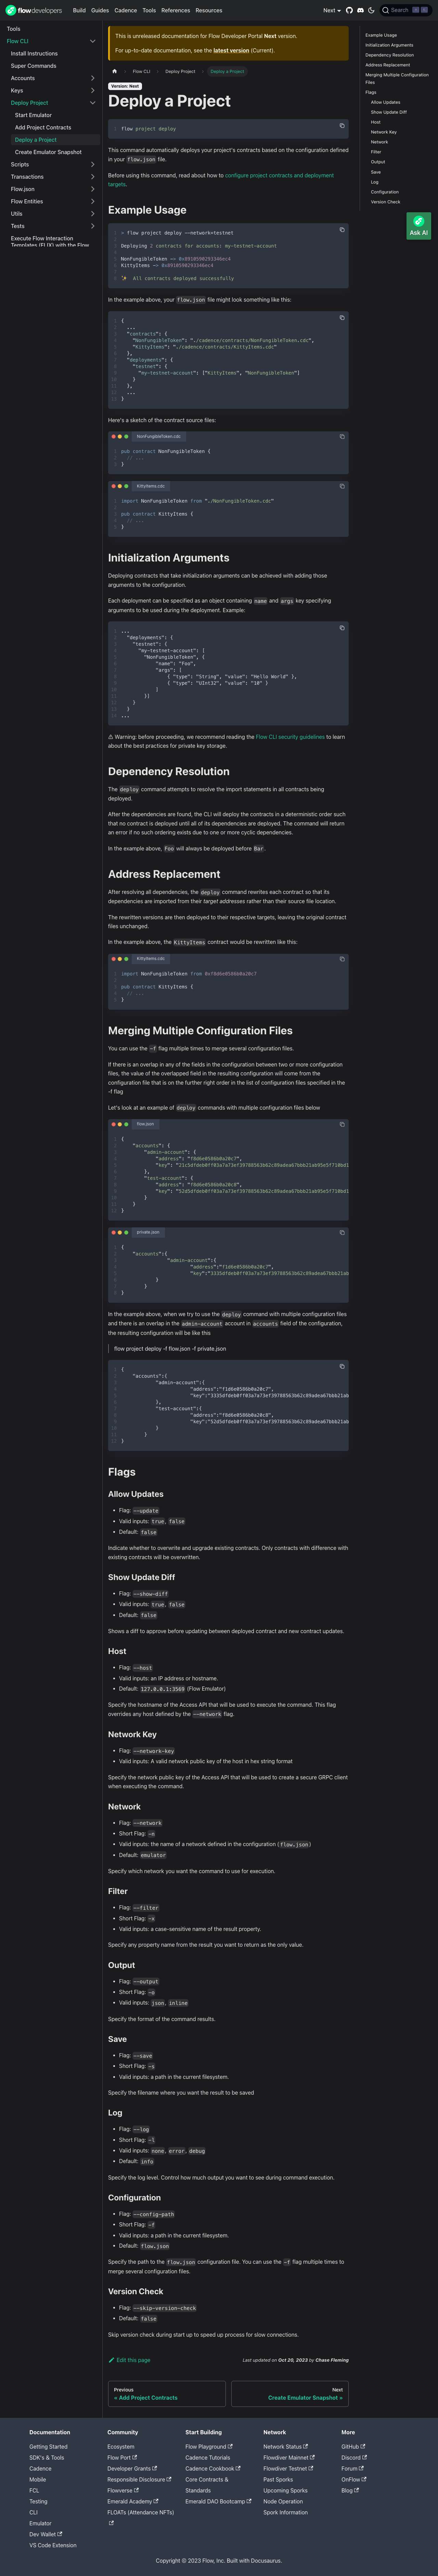 flow developers
Build
Guides
Cadence
Tools
References
Resources
Next
Search
Tools
Flow CLI
Install Instructions
Super Commands
Accounts
Keys
Deploy Project
Start Emulator
Add Project Contracts
Deploy a Project
Create Emulator Snapshot
Scripts
Transactions
Flow.json
Flow Entities
Utils
Tests
Execute Flow Interaction
Templates (FLIX) with the Flow
This is unreleased documentation for Flow Developer Portal Next version.
For up-to-date documentation, see the latest version (Current).
Flow CLI
Deploy Project
Deploy a Project
Version: Next
Deploy a Project
flow project deploy
This command automatically deploys your project's contracts based on the configuration defined
in your flow.json file.
Before using this command, read about how to configure project contracts and deployment
targets.
Example Usage
> flow project deploy --network=testnet
Deploying 2 contracts for accounts: my-testnet-account
NonFungibleToken -> 0x8910590293346ec4
KittyItems -> 0x8910590293346ec4
✨ All contracts deployed successfully
In the example above, your flow.json file might look something like this:
{
...
"contracts": {
"NonFungibleToken": "./cadence/contracts/NonFungibleToken.cdc",
"KittyItems": "./cadence/contracts/KittyItems.cdc"
},
"deployments": {
"testnet": {
"my-testnet-account": ["KittyItems", "NonFungibleToken"]
}
},
...
}
Here's a sketch of the contract source files:
NonFungibleToken.cdc
pub contract NonFungibleToken {
// ...
}
KittyItems.cdc
import NonFungibleToken from "./NonFungibleToken.cdc"
pub contract KittyItems {
// ...
}
Initialization Arguments
Deploying contracts that take initialization arguments can be achieved with adding those
arguments to the configuration.
Each deployment can be specified as an object containing name and args key specifying
arguments to be used during the deployment. Example:
...
"deployments": {
"testnet": {
"my-testnet-account": [
"NonFungibleToken", {
"name": "Foo",
"args": [
{ "type": "String", "value": "Hello World" },
{ "type": "UInt32", "value": "10" }
]
}]
}
}
...
⚠️ Warning: before proceeding, we recommend reading the Flow CLI security guidelines to learn
about the best practices for private key storage.
Dependency Resolution
The deploy command attempts to resolve the import statements in all contracts being
deployed.
After the dependencies are found, the CLI will deploy the contracts in a deterministic order such
that no contract is deployed until all of its dependencies are deployed. The command will return
an error if no such ordering exists due to one or more cyclic dependencies.
In the example above, Foo will always be deployed before Bar.
Address Replacement
After resolving all dependencies, the deploy command rewrites each contract so that its
dependencies are imported from their target addresses rather than their source file location.
The rewritten versions are then deployed to their respective targets, leaving the original contract
files unchanged.
In the example above, the KittyItems contract would be rewritten like this:
KittyItems.cdc
import NonFungibleToken from 0xf8d6e0586b0a20c7
pub contract KittyItems {
// ...
}
Merging Multiple Configuration Files
You can use the -f flag multiple times to merge several configuration files.
If there is an overlap in any of the fields in the configuration between two or more configuration
files, the value of the overlapped field in the resulting configuration will come from the
configuration file that is on the further right order in the list of configuration files specified in the
-f flag
Let's look at an example of deploy commands with multiple configuration files below
flow.json
{
"accounts": {
"admin-account": {
"address": "f8d6e0586b0a20c7",
"key": "21c5dfdeb0ff03a7a73ef39788563b62c89adea67bbb21ab95e5f710bd1
},
"test-account": {
"address": "f8d6e0586b0a20c8",
"key": "52d5dfdeb0ff03a7a73ef39788563b62c89adea67bbb21ab95e5f710bd1
}
}
}
private.json
{
"accounts":{
"admin-account":{
"address":"f1d6e0586b0a20c7",
"key":"3335dfdeb0ff03a7a73ef39788563b62c89adea67bbb21ab
}
}
}
In the example above, when we try to use the deploy command with multiple configuration files
and there is an overlap in the admin-account account in accounts field of the configuration,
the resulting configuration will be like this
flow project deploy -f flow.json -f private.json
{
"accounts":{
"admin-account":{
"address":"f1d6e0586b0a20c7",
"key":"3335dfdeb0ff03a7a73ef39788563b62c89adea67bbb21ab
},
"test-account":{
"address":"f8d6e0586b0a20c8",
"key":"52d5dfdeb0ff03a7a73ef39788563b62c89adea67bbb21ab
}
}
}
Flags
Allow Updates
Flag: --update
Valid inputs: true, false
Default: false
Indicate whether to overwrite and upgrade existing contracts. Only contracts with difference with
existing contracts will be overwritten.
Show Update Diff
Flag: --show-diff
Valid inputs: true, false
Default: false
Shows a diff to approve before updating between deployed contract and new contract updates.
Host
Flag: --host
Valid inputs: an IP address or hostname.
Default: 127.0.0.1:3569 (Flow Emulator)
Specify the hostname of the Access API that will be used to execute the command. This flag
overrides any host defined by the --network flag.
Network Key
Flag: --network-key
Valid inputs: A valid network public key of the host in hex string format
Specify the network public key of the Access API that will be used to create a secure GRPC client
when executing the command.
Network
Flag: --network
Short Flag: -n
Valid inputs: the name of a network defined in the configuration (flow.json)
Default: emulator
Specify which network you want the command to use for execution.
Filter
Flag: --filter
Short Flag: -x
Valid inputs: a case-sensitive name of the result property.
Specify any property name from the result you want to return as the only value.
Output
Flag: --output
Short Flag: -o
Valid inputs: json, inline
Specify the format of the command results.
Save
Flag: --save
Short Flag: -s
Valid inputs: a path in the current filesystem.
Specify the filename where you want the result to be saved
Log
Flag: --log
Short Flag: -l
Valid inputs: none, error, debug
Default: info
Specify the log level. Control how much output you want to see during command execution.
Configuration
Flag: --config-path
Short Flag: -f
Valid inputs: a path in the current filesystem.
Default: flow.json
Specify the path to the flow.json configuration file. You can use the -f flag multiple times to
merge several configuration files.
Version Check
Flag: --skip-version-check
Default: false
Skip version check during start up to speed up process for slow connections.
Edit this page
Last updated on Oct 20, 2023 by Chase Fleming
Previous
« Add Project Contracts
Next
Create Emulator Snapshot »
Example Usage
Initialization Arguments
Dependency Resolution
Address Replacement
Merging Multiple Configuration
Files
Flags
Allow Updates
Show Update Diff
Host
Network Key
Network
Filter
Output
Save
Log
Configuration
Version Check
Ask AI
Documentation
Getting Started
SDK's & Tools
Cadence
Mobile
FCL
Testing
CLI
Emulator
Dev Wallet
VS Code Extension
Community
Ecosystem
Flow Port
Developer Grants
Responsible Disclosure
Flowverse
Emerald Academy
FLOATs (Attendance NFTs)
Start Building
Flow Playground
Cadence Tutorials
Cadence Cookbook
Core Contracts &
Standards
Emerald DAO Bootcamp
Network
Network Status
Flowdiver Mainnet
Flowdiver Testnet
Past Sporks
Upcoming Sporks
Node Operation
Spork Information
More
GitHub
Discord
Forum
OnFlow
Blog
Copyright © 2023 Flow, Inc. Built with Docusaurus.